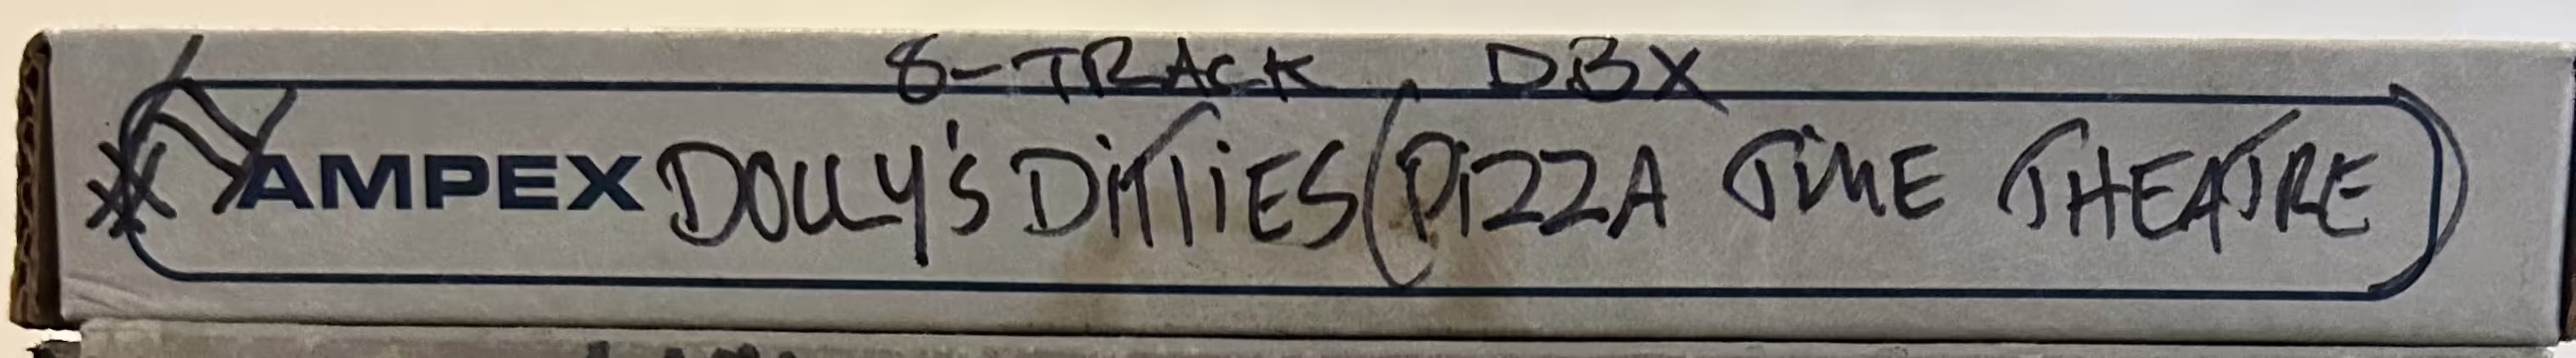 8-TRACK DBX
AMPEX DOLLY'S DITTIES (PIZZA TIME THEATRE)